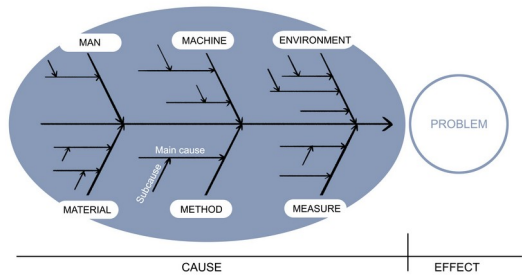 MAN
MACHINE
ENVIRONMENT
PROBLEM
Main cause
Subcause
MATERIAL
METHOD
MEASURE
CAUSE
EFFECT